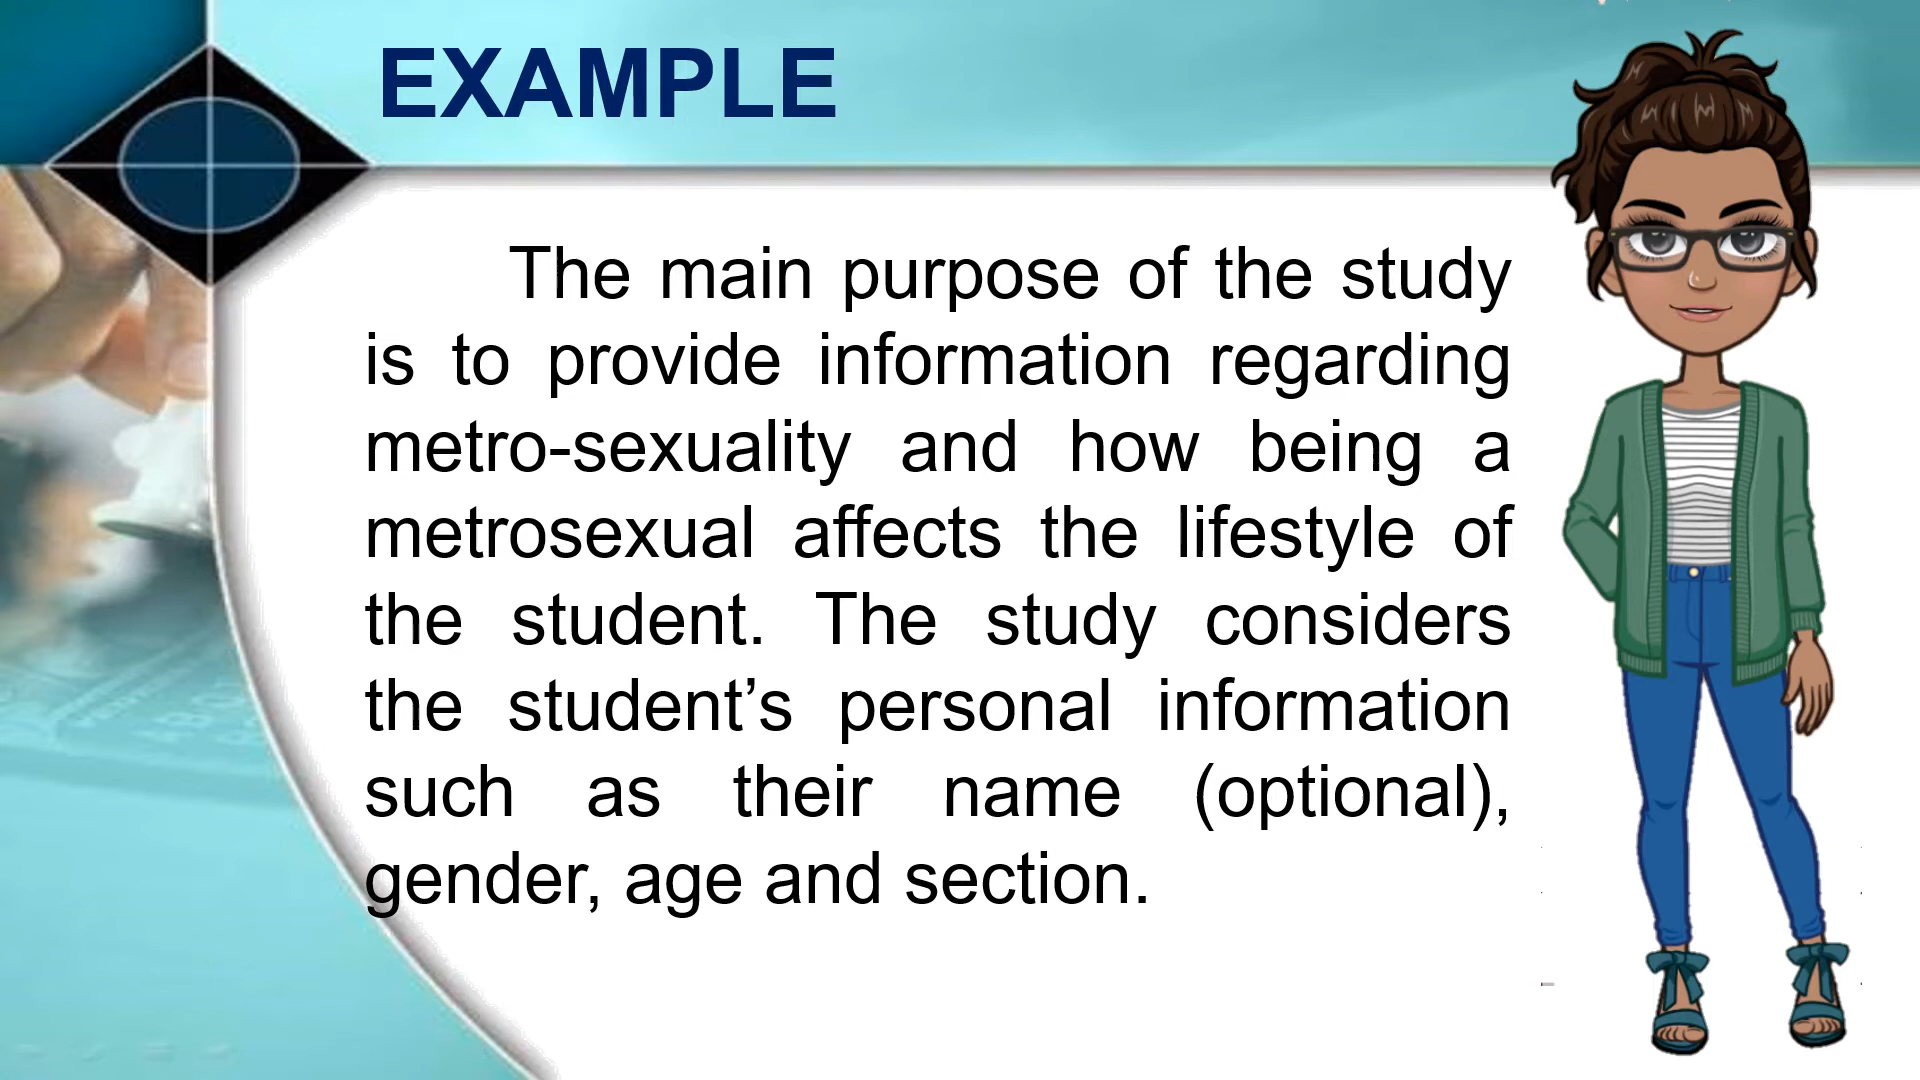 EXAMPLE
The main purpose of the study
is to provide information regarding
metro-sexuality and how being a
metrosexual affects the lifestyle of
the student. The study considers
the student’s personal information
such as their name (optional),
gender, age and section.